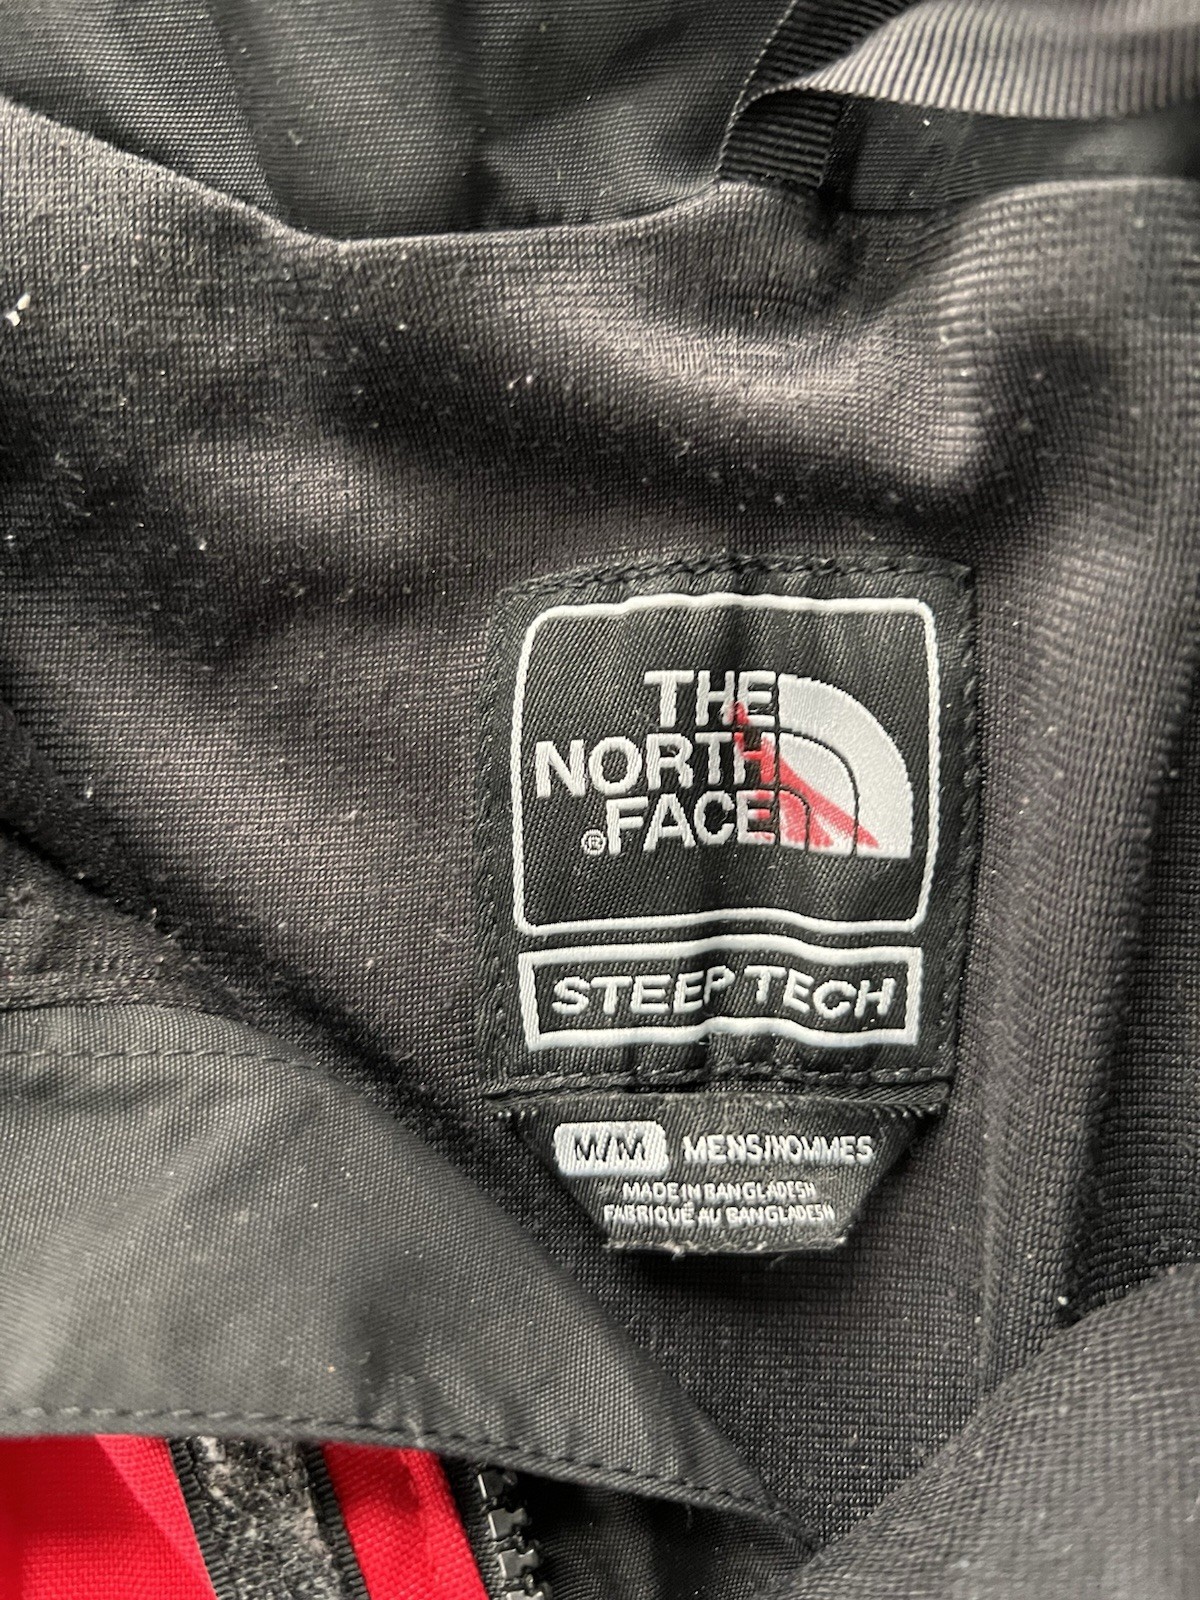 THE
NORTH
®FACE
STEEP TECH
M/M MENS/HOMMES
MADE IN BANGLADESH
FABRIQUÉ AU BANGLADESH